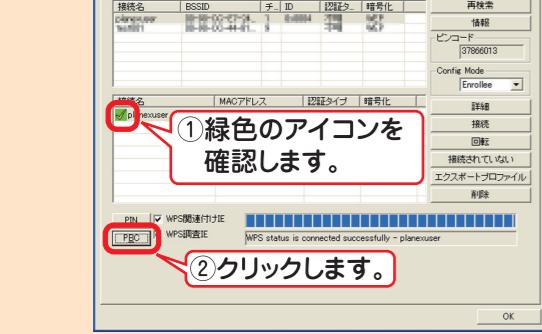 接続名 BSSID チ.. ID 認証タ.. 暗号化
planexuser 1
test001
再検索
情報
ピンコード
37866013
Config Mode
Enrollee
接続名 MACアドレス 認証タイプ 暗号化
planexuser
①緑色のアイコンを
確認します。
詳細
接続
回転
接続されていない
エクスポートプロファイル
削除
PIN WPS関連付けIE
PBC WPS調査IE
WPS status is connected successfully - planexuser
②クリックします。
OK